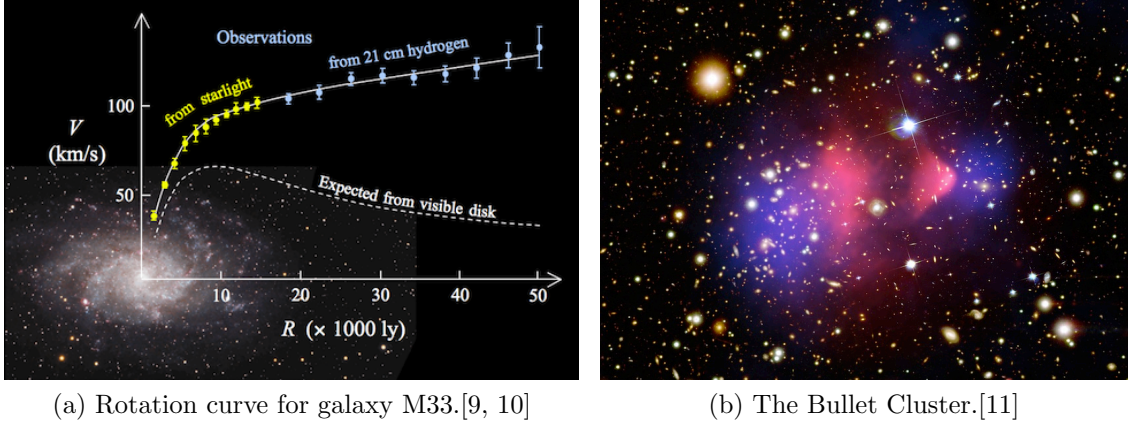 Observations
from 21 cm hydrogen
from starlight
100
V
(km/s)
50
Expected from visible disk
10
20
30
40
50
R (× 1000 ly)
(a) Rotation curve for galaxy M33.[9, 10]
(b) The Bullet Cluster.[11]